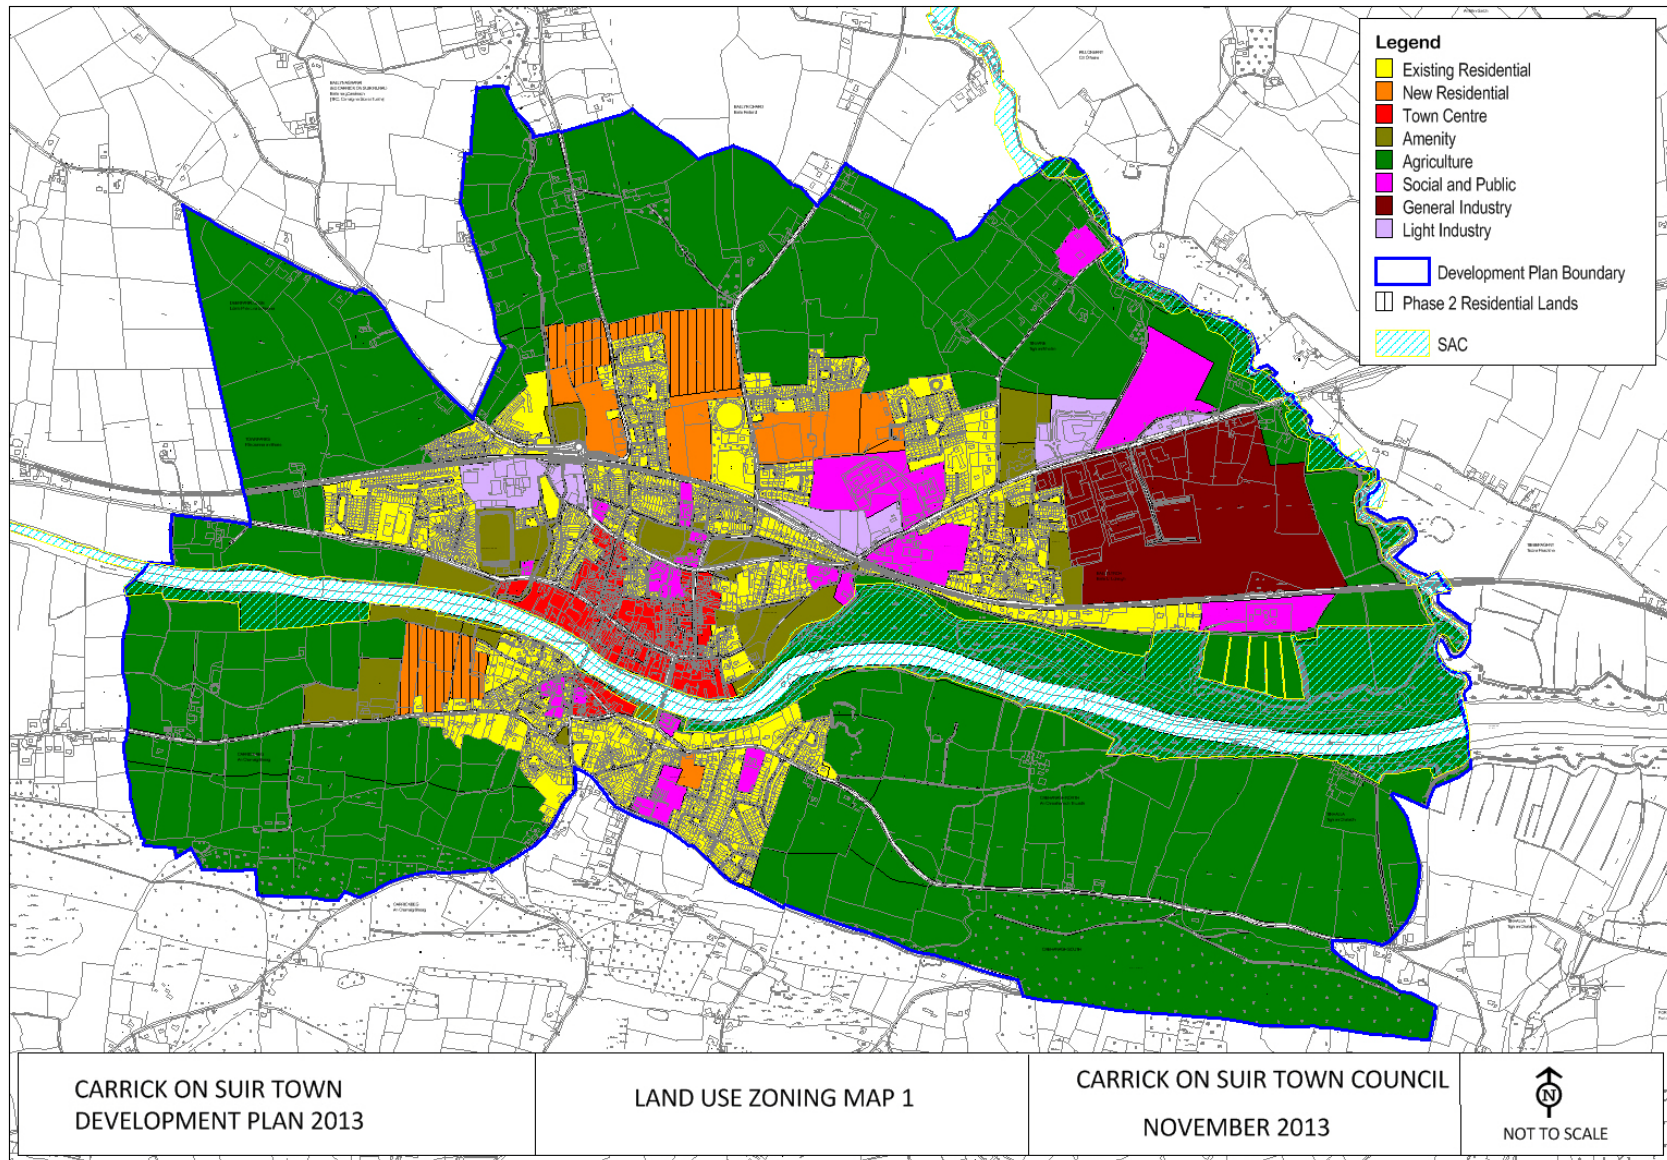 Legend
Existing Residential
New Residential
Town Centre
Amenity
Agriculture
Social and Public
General Industry
Light Industry
Development Plan Boundary
Phase 2 Residential Lands
SAC
CARRICK ON SUIR TOWN
DEVELOPMENT PLAN 2013
LAND USE ZONING MAP 1
CARRICK ON SUIR TOWN COUNCIL
NOVEMBER 2013
N
NOT TO SCALE